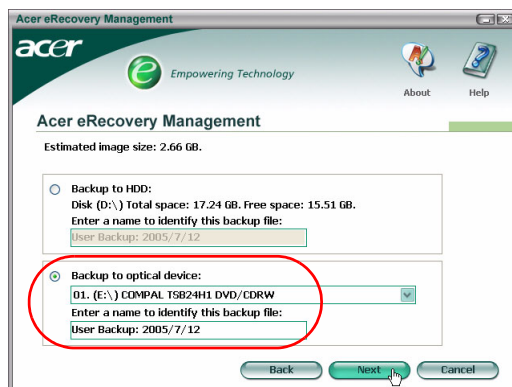 Acer eRecovery Management
acer
e
Empowering Technology
About
Help
Acer eRecovery Management
Estimated image size: 2.66 GB.
Backup to HDD:
Disk (D:\) Total space: 17.24 GB. Free space: 15.51 GB.
Enter a name to identify this backup file:
User Backup: 2005/7/12
Backup to optical device:
01. (E:\) COMPAL TSB24H1 DVD/CDRW
Enter a name to identify this backup file:
User Backup: 2005/7/12
Back
Next
Cancel